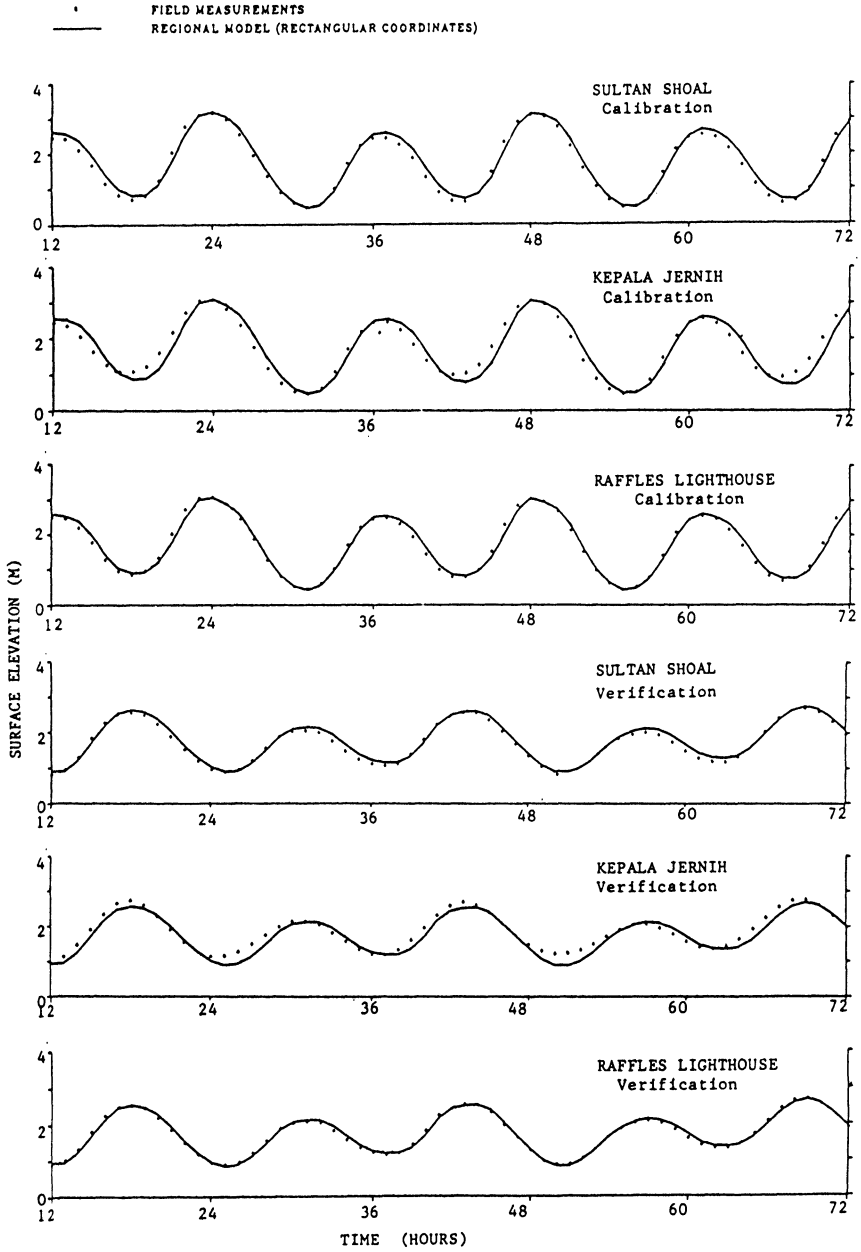 FIELD MEASUREMENTS
REGIONAL MODEL (RECTANGULAR COORDINATES)
SULTAN SHOAL
Calibration
4
2
0
12 24 36 48 60 72
KEPALA JERNIH
Calibration
4
2
0
12 24 36 48 60 72
RAFFLES LIGHTHOUSE
Calibration
4
2
0
12 24 36 48 60 72
SURFACE ELEVATION (M)
SULTAN SHOAL
Verification
4
2
0
12 24 36 48 60 72
KEPALA JERNIH
Verification
4
2
0
12 24 36 48 60 72
RAFFLES LIGHTHOUSE
Verification
4
2
0
12 24 36 48 60 72
TIME (HOURS)